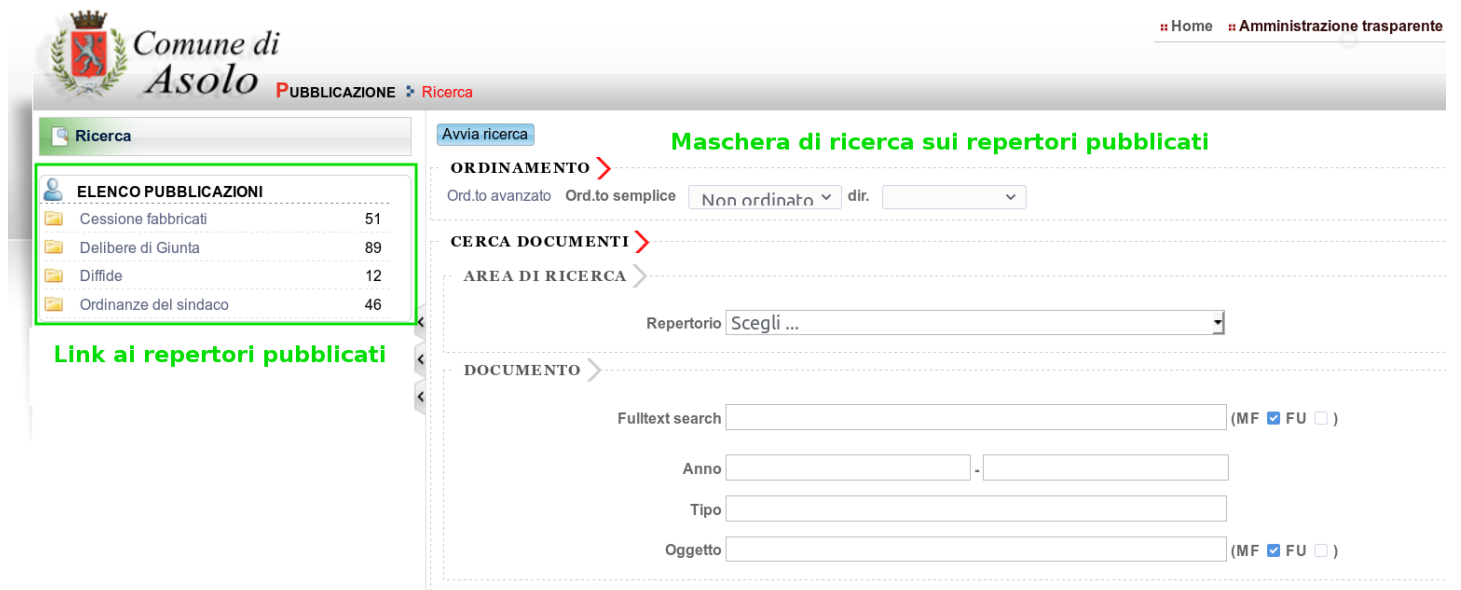 Comune di
Asolo
Home Amministrazione trasparente
PUBBLICAZIONE Ricerca
Ricerca
ELENCO PUBBLICAZIONI
Cessione fabbricati 51
Delibere di Giunta 89
Diffide 12
Ordinanze del sindaco 46
Link ai repertori pubblicati
Avvia ricerca
Maschera di ricerca sui repertori pubblicati
ORDINAMENTO
Ord.to avanzato Ord.to semplice Non ordinato dir.
CERCA DOCUMENTI
AREA DI RICERCA
Repertorio Scegli ...
DOCUMENTO
Fulltext search (MF FU )
Anno -
Tipo
Oggetto (MF FU )